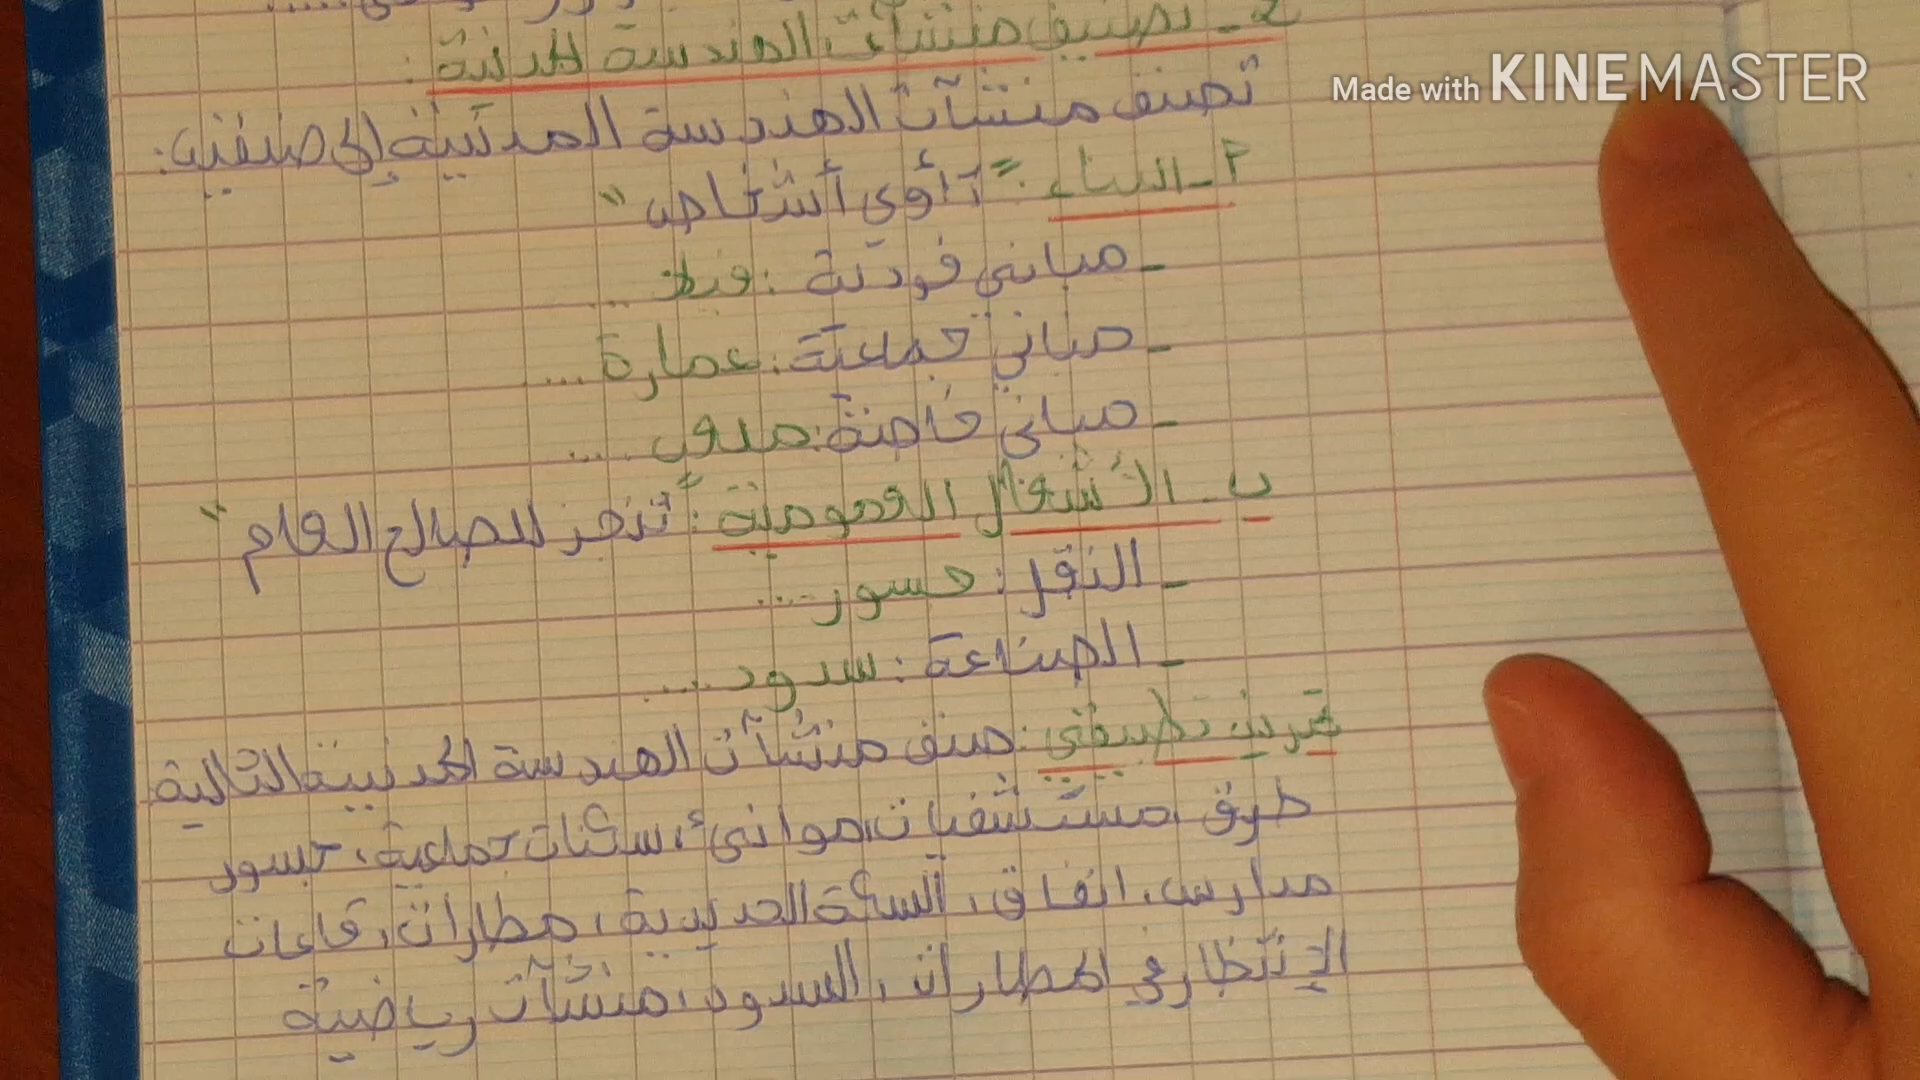 2 - تصنيف منشآت الهندسة المدنية :
Made with KINEMASTER
تصنف منشآت الهندسة المدنية إلى صنفين:
أ - البناء : "تأوي أشخاص"
- مباني فردية : فيلا ...
- مباني جماعية : عمارة ...
- مباني خاصة : مدرب ....
ب - الأشغال العمومية : "تنجز للصالح العام"
- النقل : جسور ....
- الصناعة : سدود ....
تمرين تطبيقي : صنف منشآت الهندسة المدنية التالية
طرق، مستشفيات، موانئ، سكنات جماعية، جسور
مدارس، انفاق، السكة الحديدية، مطارات، قاعات
الإنتظار في المطارات، السدود، منشآت رياضية